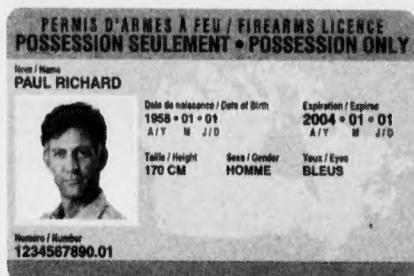 PERMIS D'ARMES À FEU / FIREARMS LICENCE
POSSESSION SEULEMENT • POSSESSION ONLY
Nom / Name
PAUL RICHARD
Date de naissance / Date of Birth
1958 • 01 • 01
A/Y M J/D
Expiration / Expires
2004 • 01 • 01
A/Y M J/D
Taille / Height
170 CM
Sexe / Gender
HOMME
Yeux / Eyes
BLEUS
Numéro / Number
1234567890.01